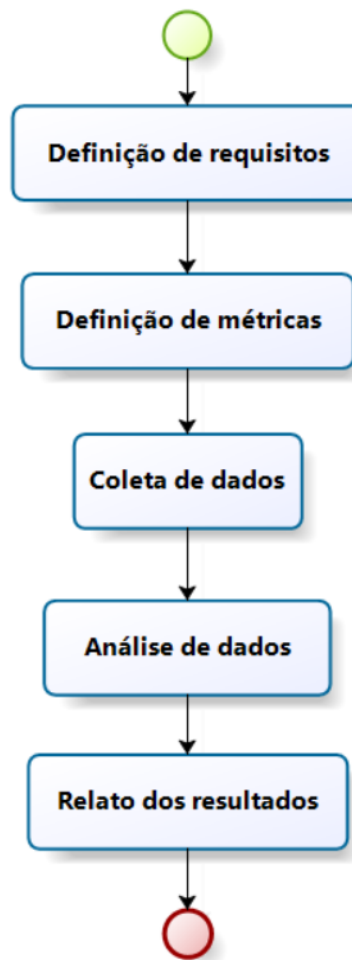 Definição de requisitos
Definição de métricas
Coleta de dados
Análise de dados
Relato dos resultados